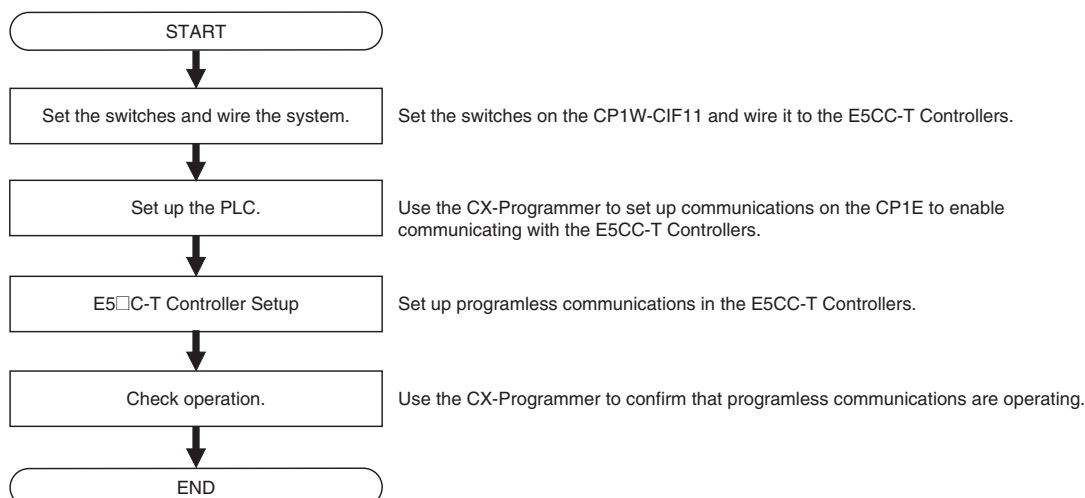 START
Set the switches and wire the system.
Set the switches on the CP1W-CIF11 and wire it to the E5CC-T Controllers.
Set up the PLC.
Use the CX-Programmer to set up communications on the CP1E to enable
communicating with the E5CC-T Controllers.
E5□C-T Controller Setup
Set up programless communications in the E5CC-T Controllers.
Check operation.
Use the CX-Programmer to confirm that programless communications are operating.
END